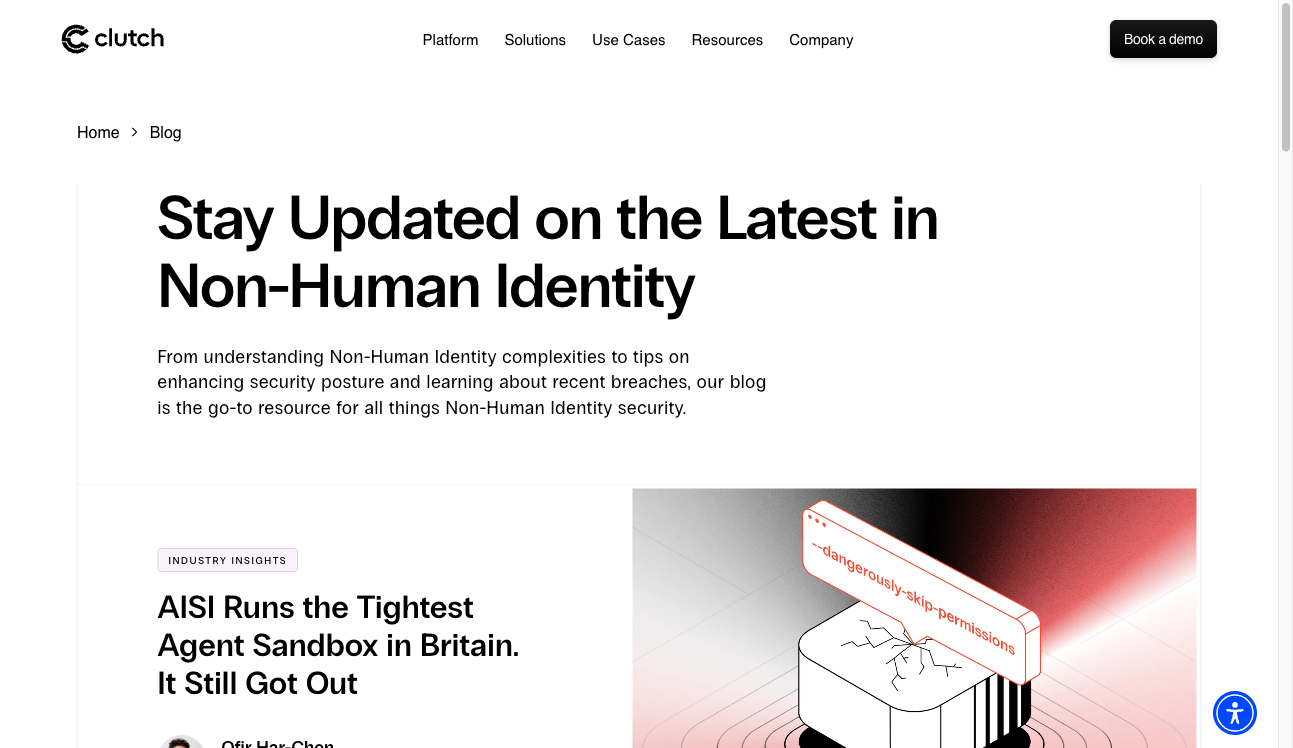 clutch
Platform
Solutions
Use Cases
Resources
Company
Book a demo
Home > Blog
Stay Updated on the Latest in
Non-Human Identity
From understanding Non-Human Identity complexities to tips on
enhancing security posture and learning about recent breaches, our blog
is the go-to resource for all things Non-Human Identity security.
INDUSTRY INSIGHTS
AISI Runs the Tightest
Agent Sandbox in Britain.
It Still Got Out
Ofir Har-Chen
--dangerously-skip-permissions